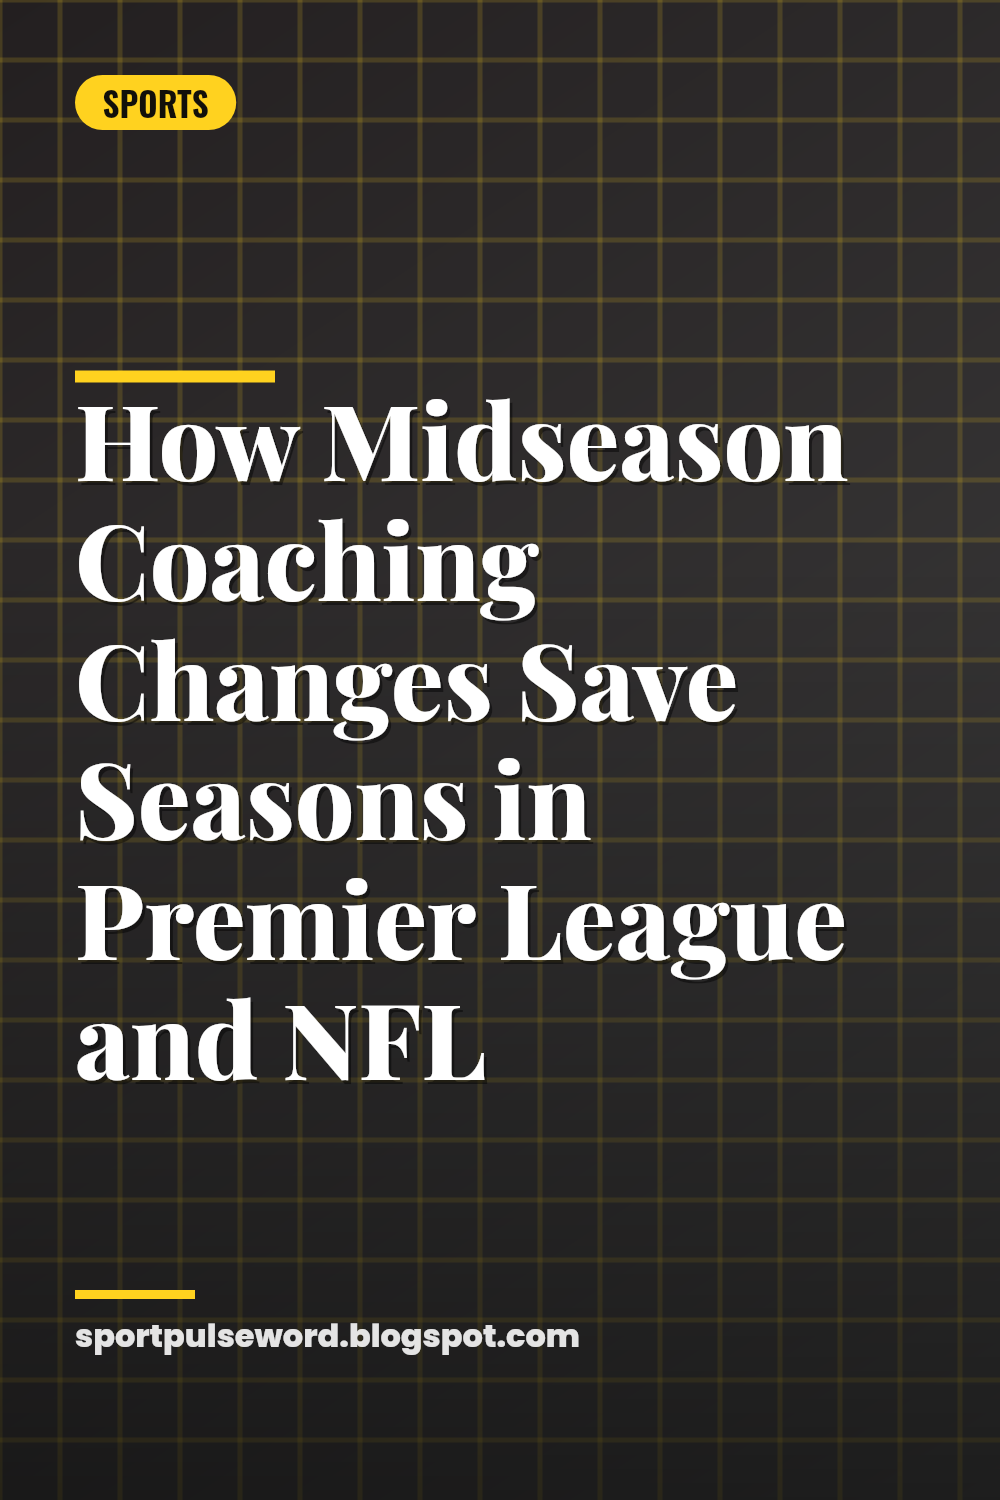 SPORTS
How Midseason
Coaching
Changes Save
Seasons in
Premier League
and NFL
sportpulseword.blogspot.com